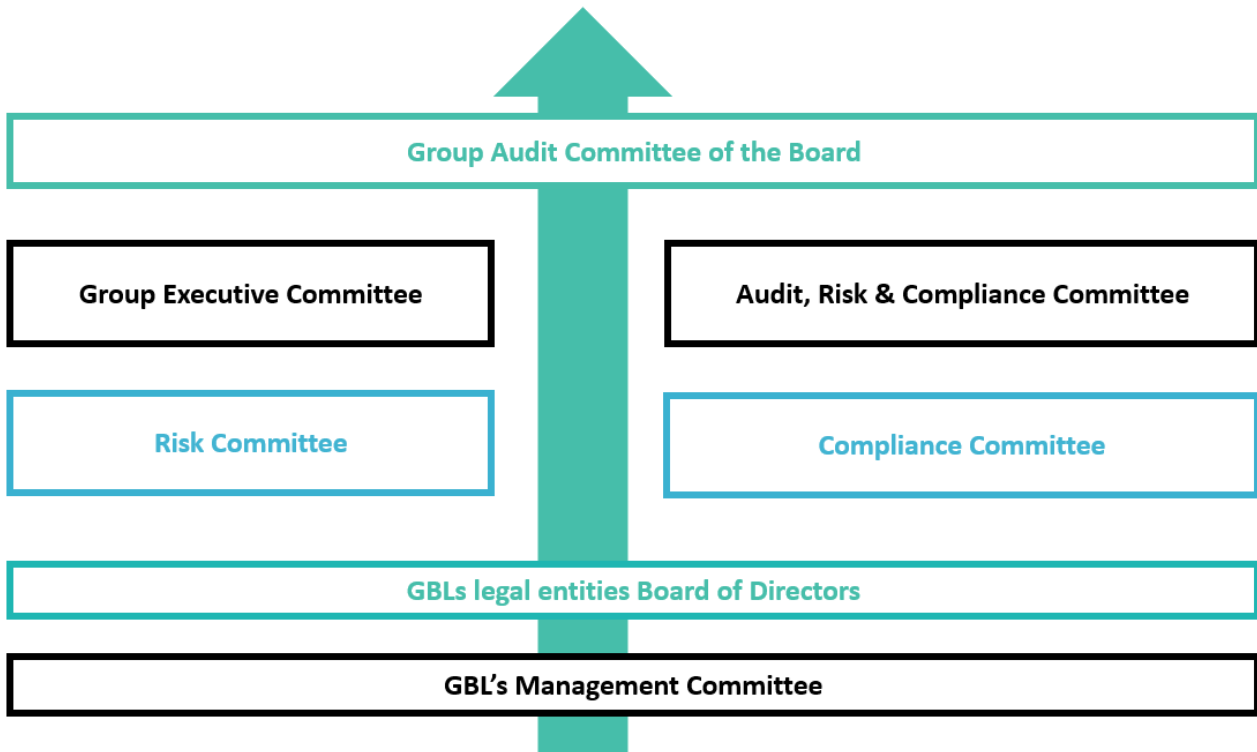 Group Audit Committee of the Board
Group Executive Committee
Audit, Risk & Compliance Committee
Risk Committee
Compliance Committee
GBLs legal entities Board of Directors
GBL’s Management Committee